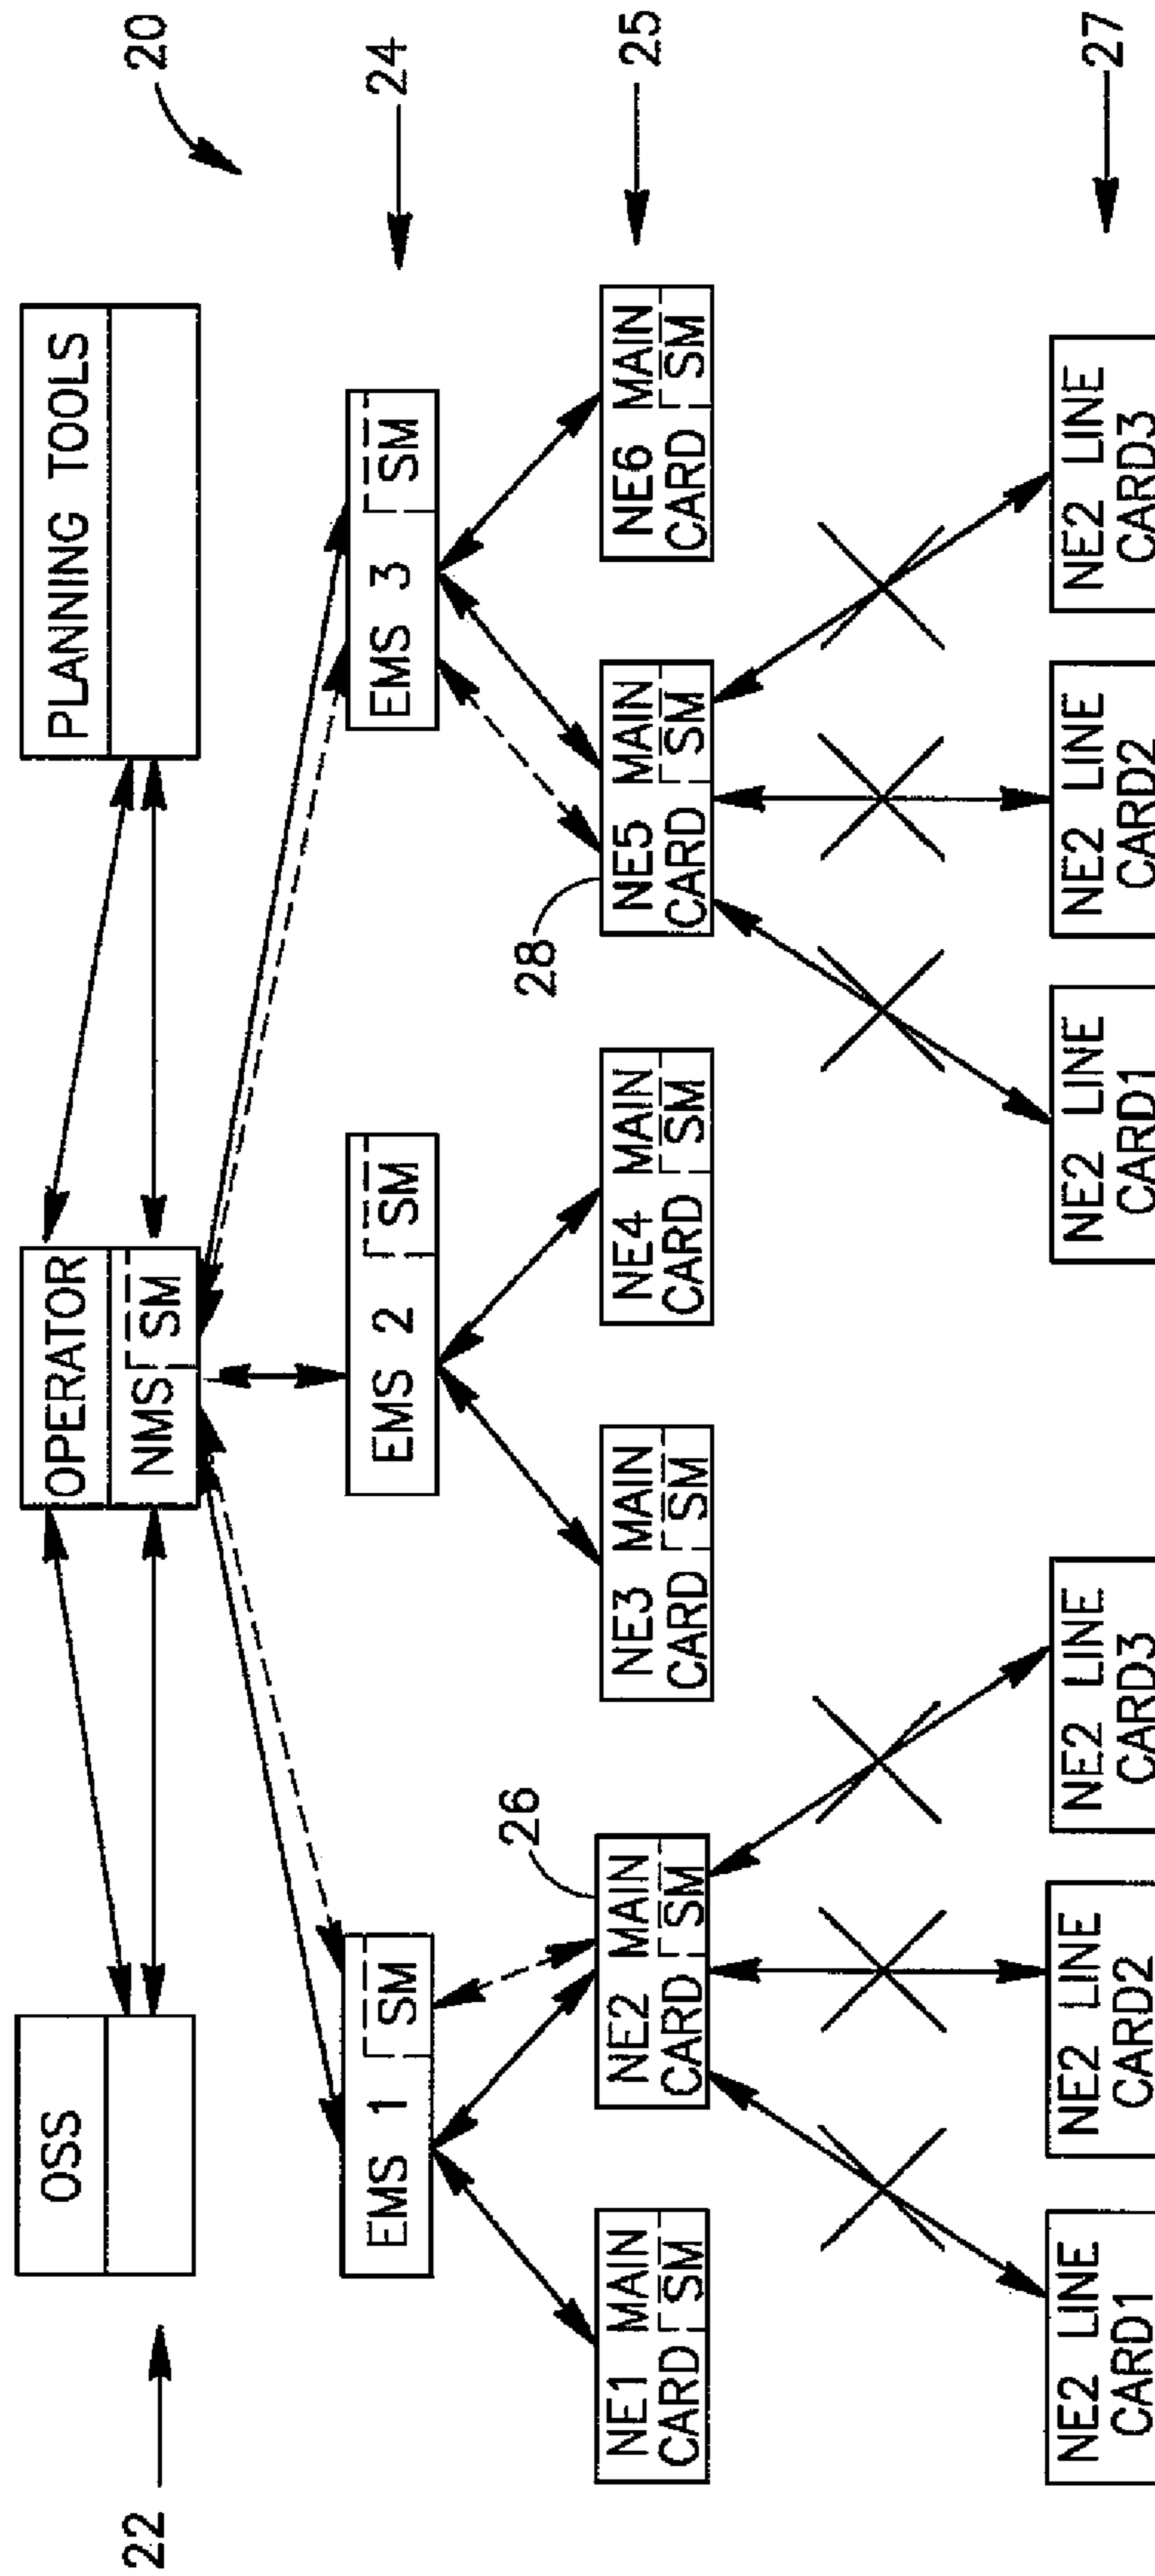 20
22
OSS
OPERATOR
NMS SM
PLANNING TOOLS
24
EMS 1 SM
EMS 2 SM
EMS 3 SM
25
26
28
NE1 MAIN
CARD SM
NE2 MAIN
CARD SM
NE3 MAIN
CARD SM
NE4 MAIN
CARD SM
NE5 MAIN
CARD SM
NE6 MAIN
CARD SM
27
NE2 LINE
CARD1
NE2 LINE
CARD2
NE2 LINE
CARD3
NE2 LINE
CARD1
NE2 LINE
CARD2
NE2 LINE
CARD3